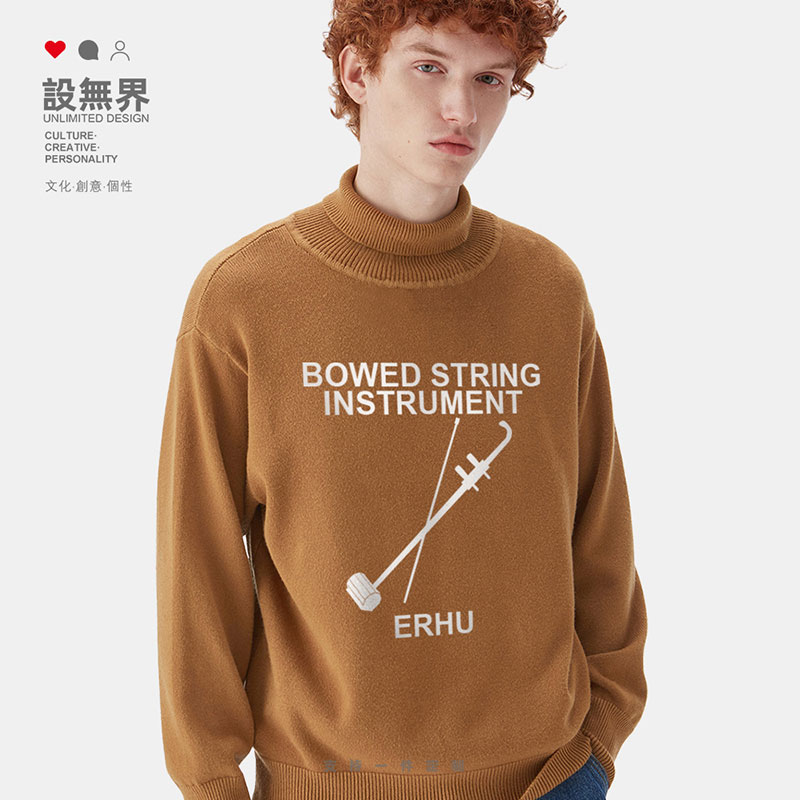 設無界
UNLIMITED DESIGN
CULTURE·
CREATIVE·
PERSONALITY
文化·創意·個性
BOWED STRING
INSTRUMENT
ERHU